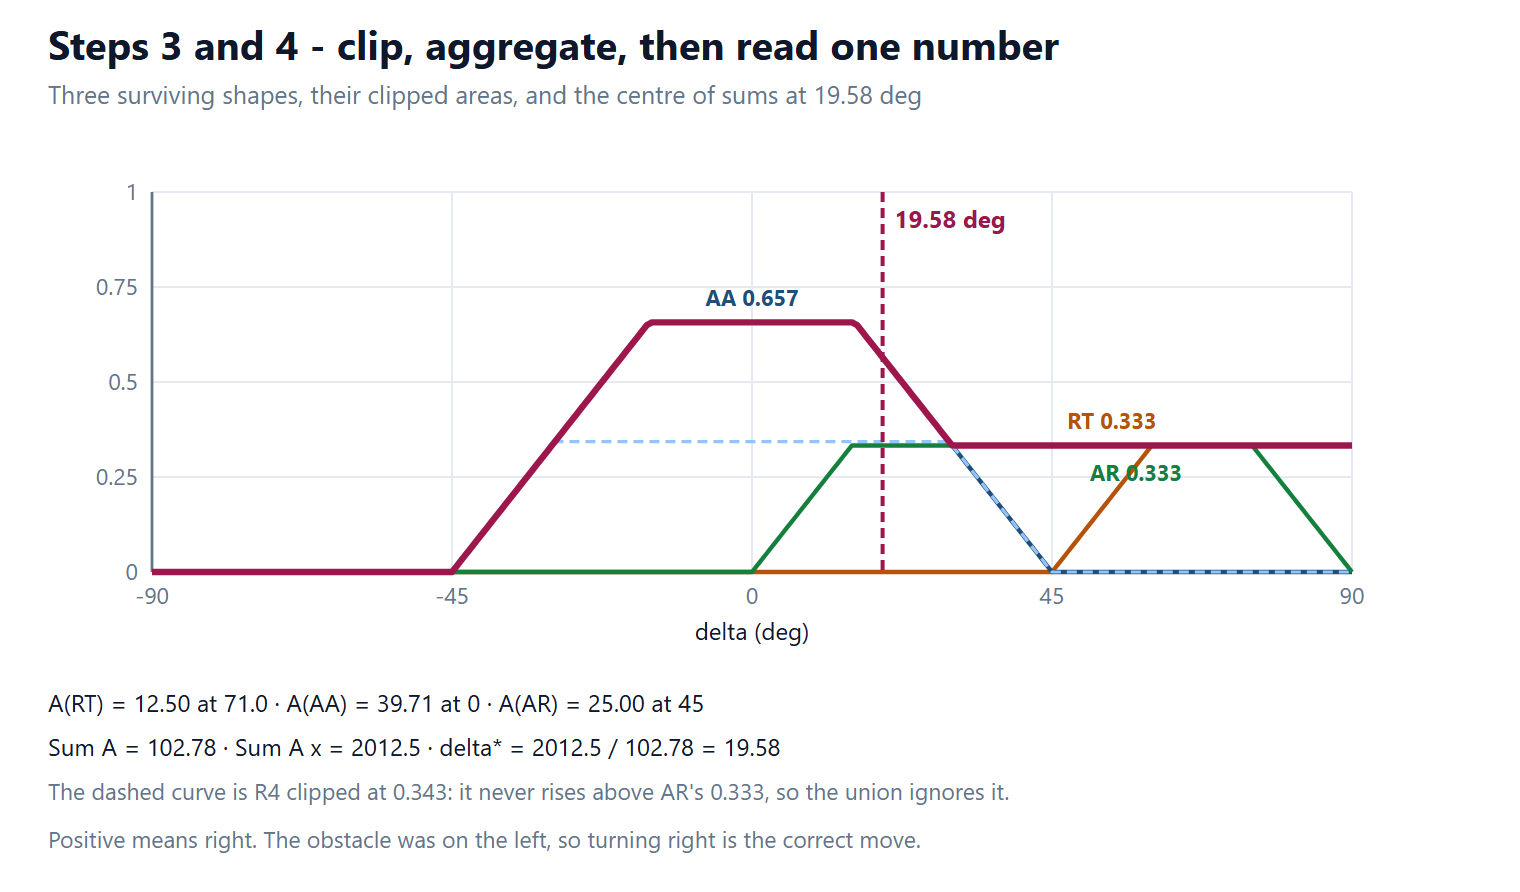 Steps 3 and 4 - clip, aggregate, then read one number
Three surviving shapes, their clipped areas, and the centre of sums at 19.58 deg
1
19.58 deg
0.75
AA 0.657
0.5
RT 0.333
0.25
AR 0.333
0
-90
-45
0
45
90
delta (deg)
A(RT) = 12.50 at 71.0 · A(AA) = 39.71 at 0 · A(AR) = 25.00 at 45
Sum A = 102.78 · Sum A x = 2012.5 · delta* = 2012.5 / 102.78 = 19.58
The dashed curve is R4 clipped at 0.343: it never rises above AR's 0.333, so the union ignores it.
Positive means right. The obstacle was on the left, so turning right is the correct move.